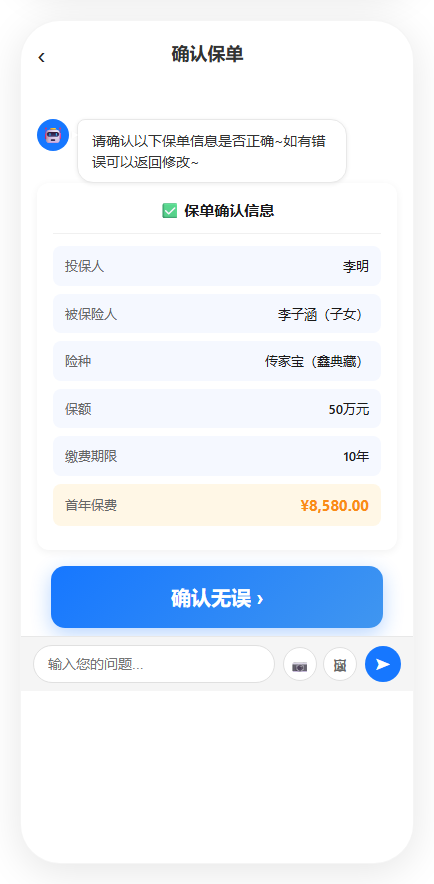 ‹
确认保单
请确认以下保单信息是否正确~如有错
误可以返回修改~
✅ 保单确认信息
投保人 李明
被保险人 李子涵（子女）
险种 传家宝（鑫典藏）
保额 50万元
缴费期限 10年
首年保费 ¥8,580.00
确认无误 ›
输入您的问题...